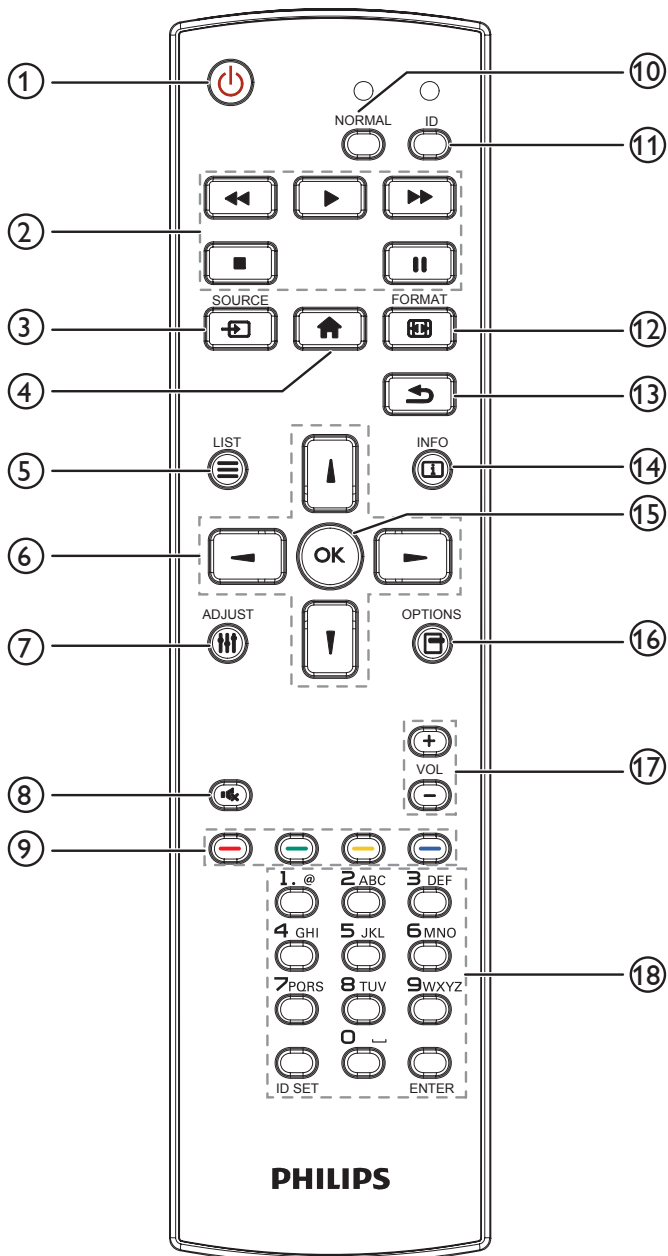 1
10
NORMAL ID
11
2
SOURCE FORMAT
3
12
4
13
LIST INFO
5
14
15
6
OK
ADJUST OPTIONS
7
16
+
VOL
17
−
8
9
1. @ 2 ABC 3 DEF
4 GHI 5 JKL 6 MNO
18
7 PQRS 8 TUV 9 WXYZ
0 ⎵
ID SET ENTER
PHILIPS